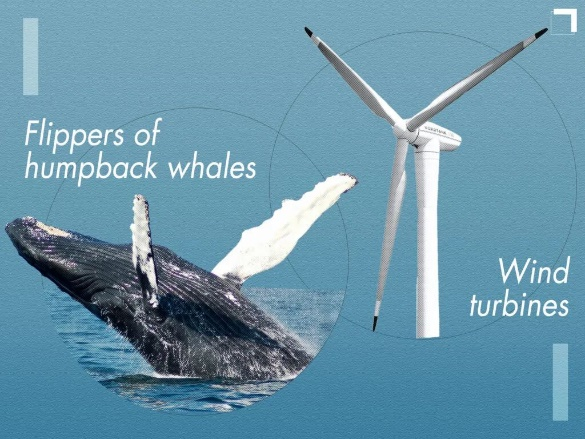 Flippers of
humpback whales
Wind
turbines